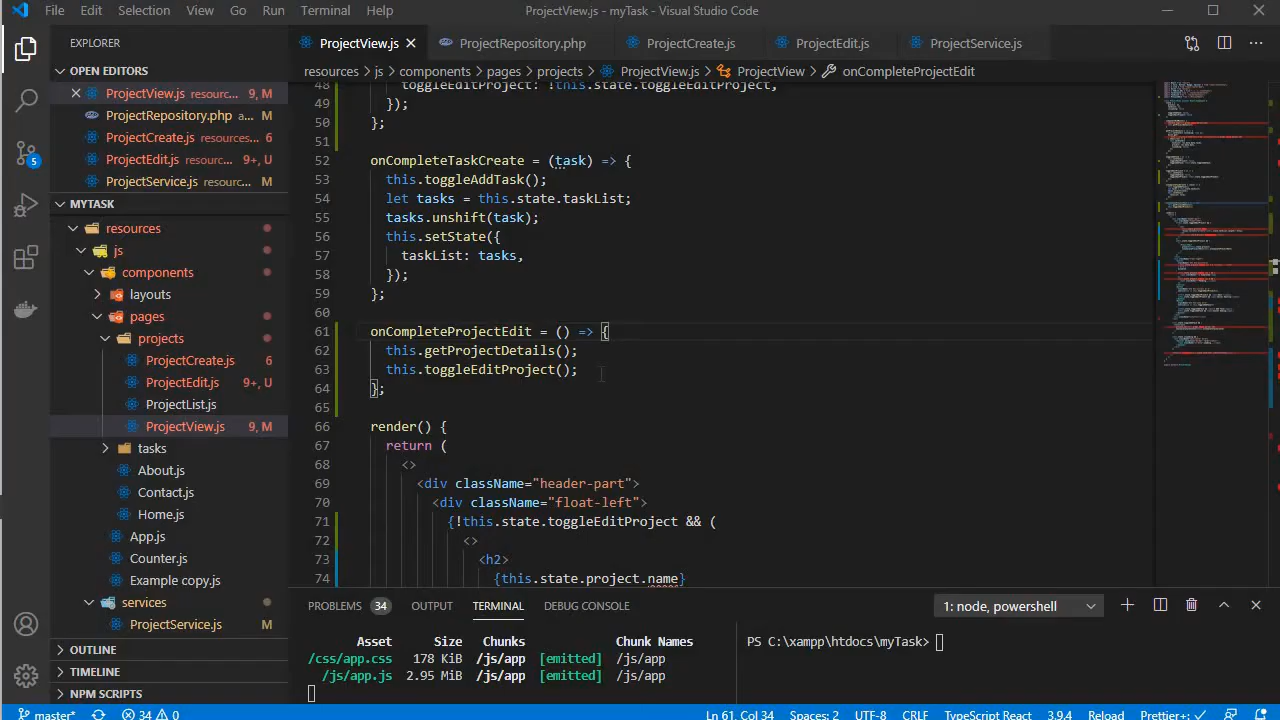 File Edit Selection View Go Run Terminal Help ProjectView.js - myTask - Visual Studio Code
EXPLORER
ProjectView.js ProjectRepository.php ProjectCreate.js ProjectEdit.js ProjectService.js
OPEN EDITORS
ProjectView.js resourc... 9, M
ProjectRepository.php a... M
ProjectCreate.js resources... 6
ProjectEdit.js resourc... 9+, U
ProjectService.js resourc... M
MYTASK
resources
js
components
layouts
pages
projects
ProjectCreate.js 6
ProjectEdit.js 9+, U
ProjectList.js
ProjectView.js 9, M
tasks
About.js
Contact.js
Home.js
App.js
Counter.js
Example copy.js
services
ProjectService.js M
OUTLINE
TIMELINE
NPM SCRIPTS
resources > js > components > pages > projects > ProjectView.js > ProjectView > onCompleteProjectEdit
48 toggleEditProject: !this.state.toggleEditProject,
49 });
50 };
51
52 onCompleteTaskCreate = (task) => {
53 this.toggleAddTask();
54 let tasks = this.state.taskList;
55 tasks.unshift(task);
56 this.setState({
57 taskList: tasks,
58 });
59 };
60
61 onCompleteProjectEdit = () => {
62 this.getProjectDetails();
63 this.toggleEditProject();
64 };
65
66 render() {
67 return (
68 <>
69 <div className="header-part">
70 <div className="float-left">
71 {!this.state.toggleEditProject && (
72 <>
73 <h2>
74 {this.state.project.name}
PROBLEMS 34 OUTPUT TERMINAL DEBUG CONSOLE 1: node, powershell
Asset Size Chunks Chunk Names
/css/app.css 178 KiB /js/app [emitted] /js/app
/js/app.js 2.95 MiB /js/app [emitted] /js/app
PS C:\xampp\htdocs\myTask>
5
master* 34 0 Ln 61, Col 34 Spaces: 2 UTF-8 CRLF TypeScript React 3.9.4 Reload Prettier+: ✓